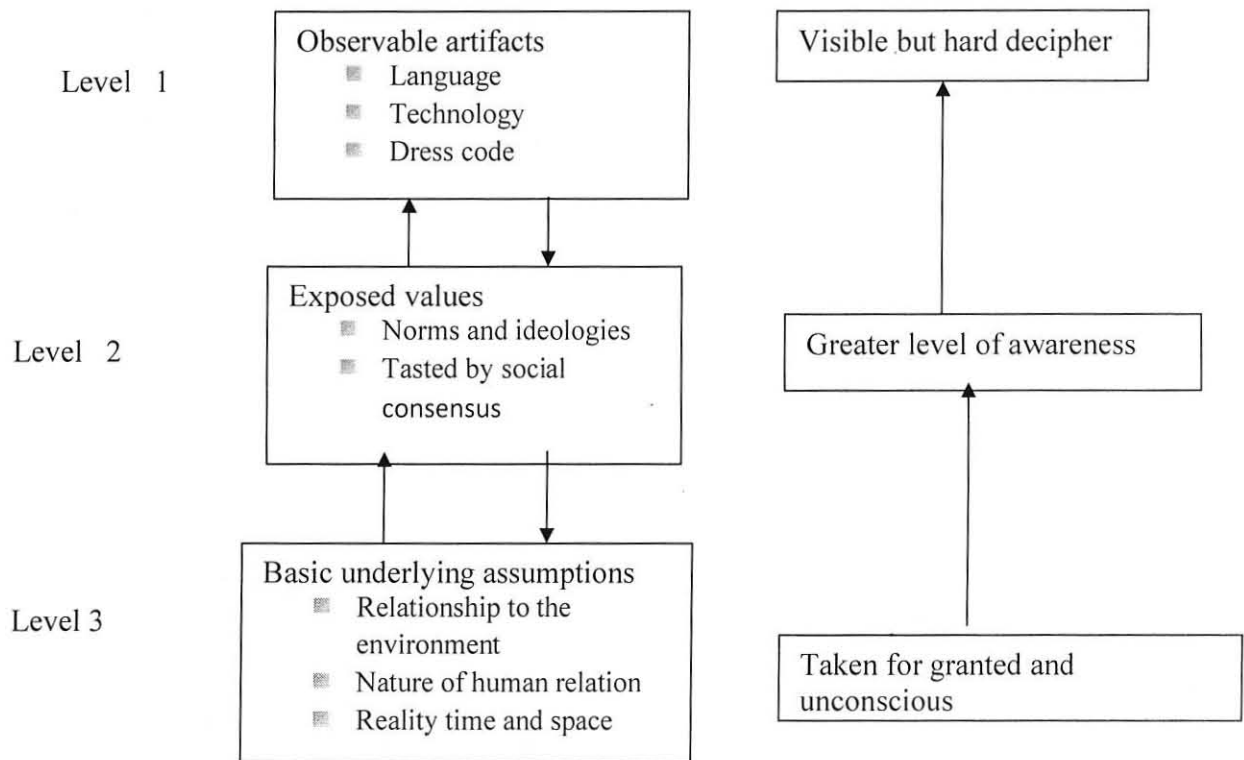 Level 1
Observable artifacts
Language
Technology
Dress code
Visible but hard decipher
Level 2
Exposed values
Norms and ideologies
Tasted by social
consensus
Greater level of awareness
Level 3
Basic underlying assumptions
Relationship to the
environment
Nature of human relation
Reality time and space
Taken for granted and
unconscious